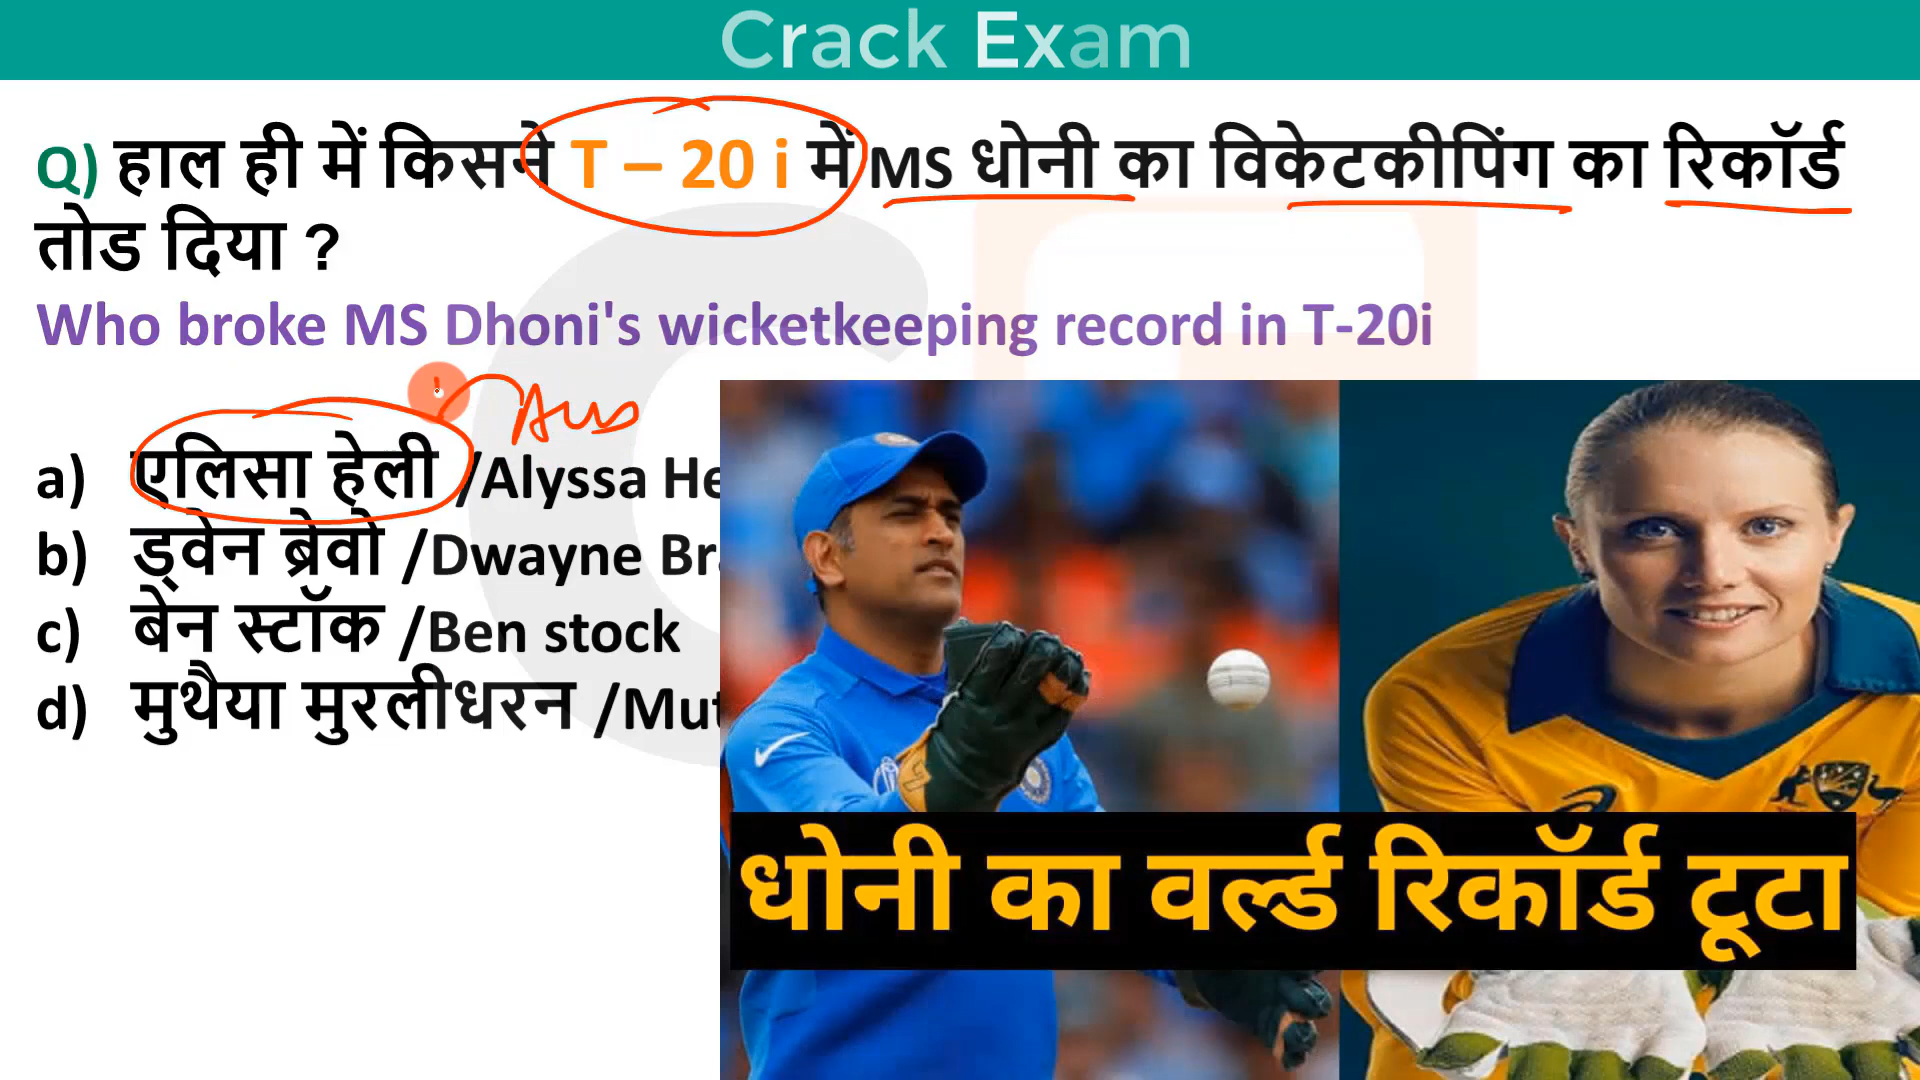 Crack Exam
Q) हाल ही में किसने T – 20 i में MS धोनी का विकेटकीपिंग का रिकॉर्ड
तोड दिया ?
Who broke MS Dhoni's wicketkeeping record in T-20i
Aus
a) एलिसा हेली /Alyssa He
b) ड्वेन ब्रेवो /Dwayne Br
c) बेन स्टॉक /Ben stock
d) मुथैया मुरलीधरन /Mut
धोनी का वर्ल्ड रिकॉर्ड टूटा